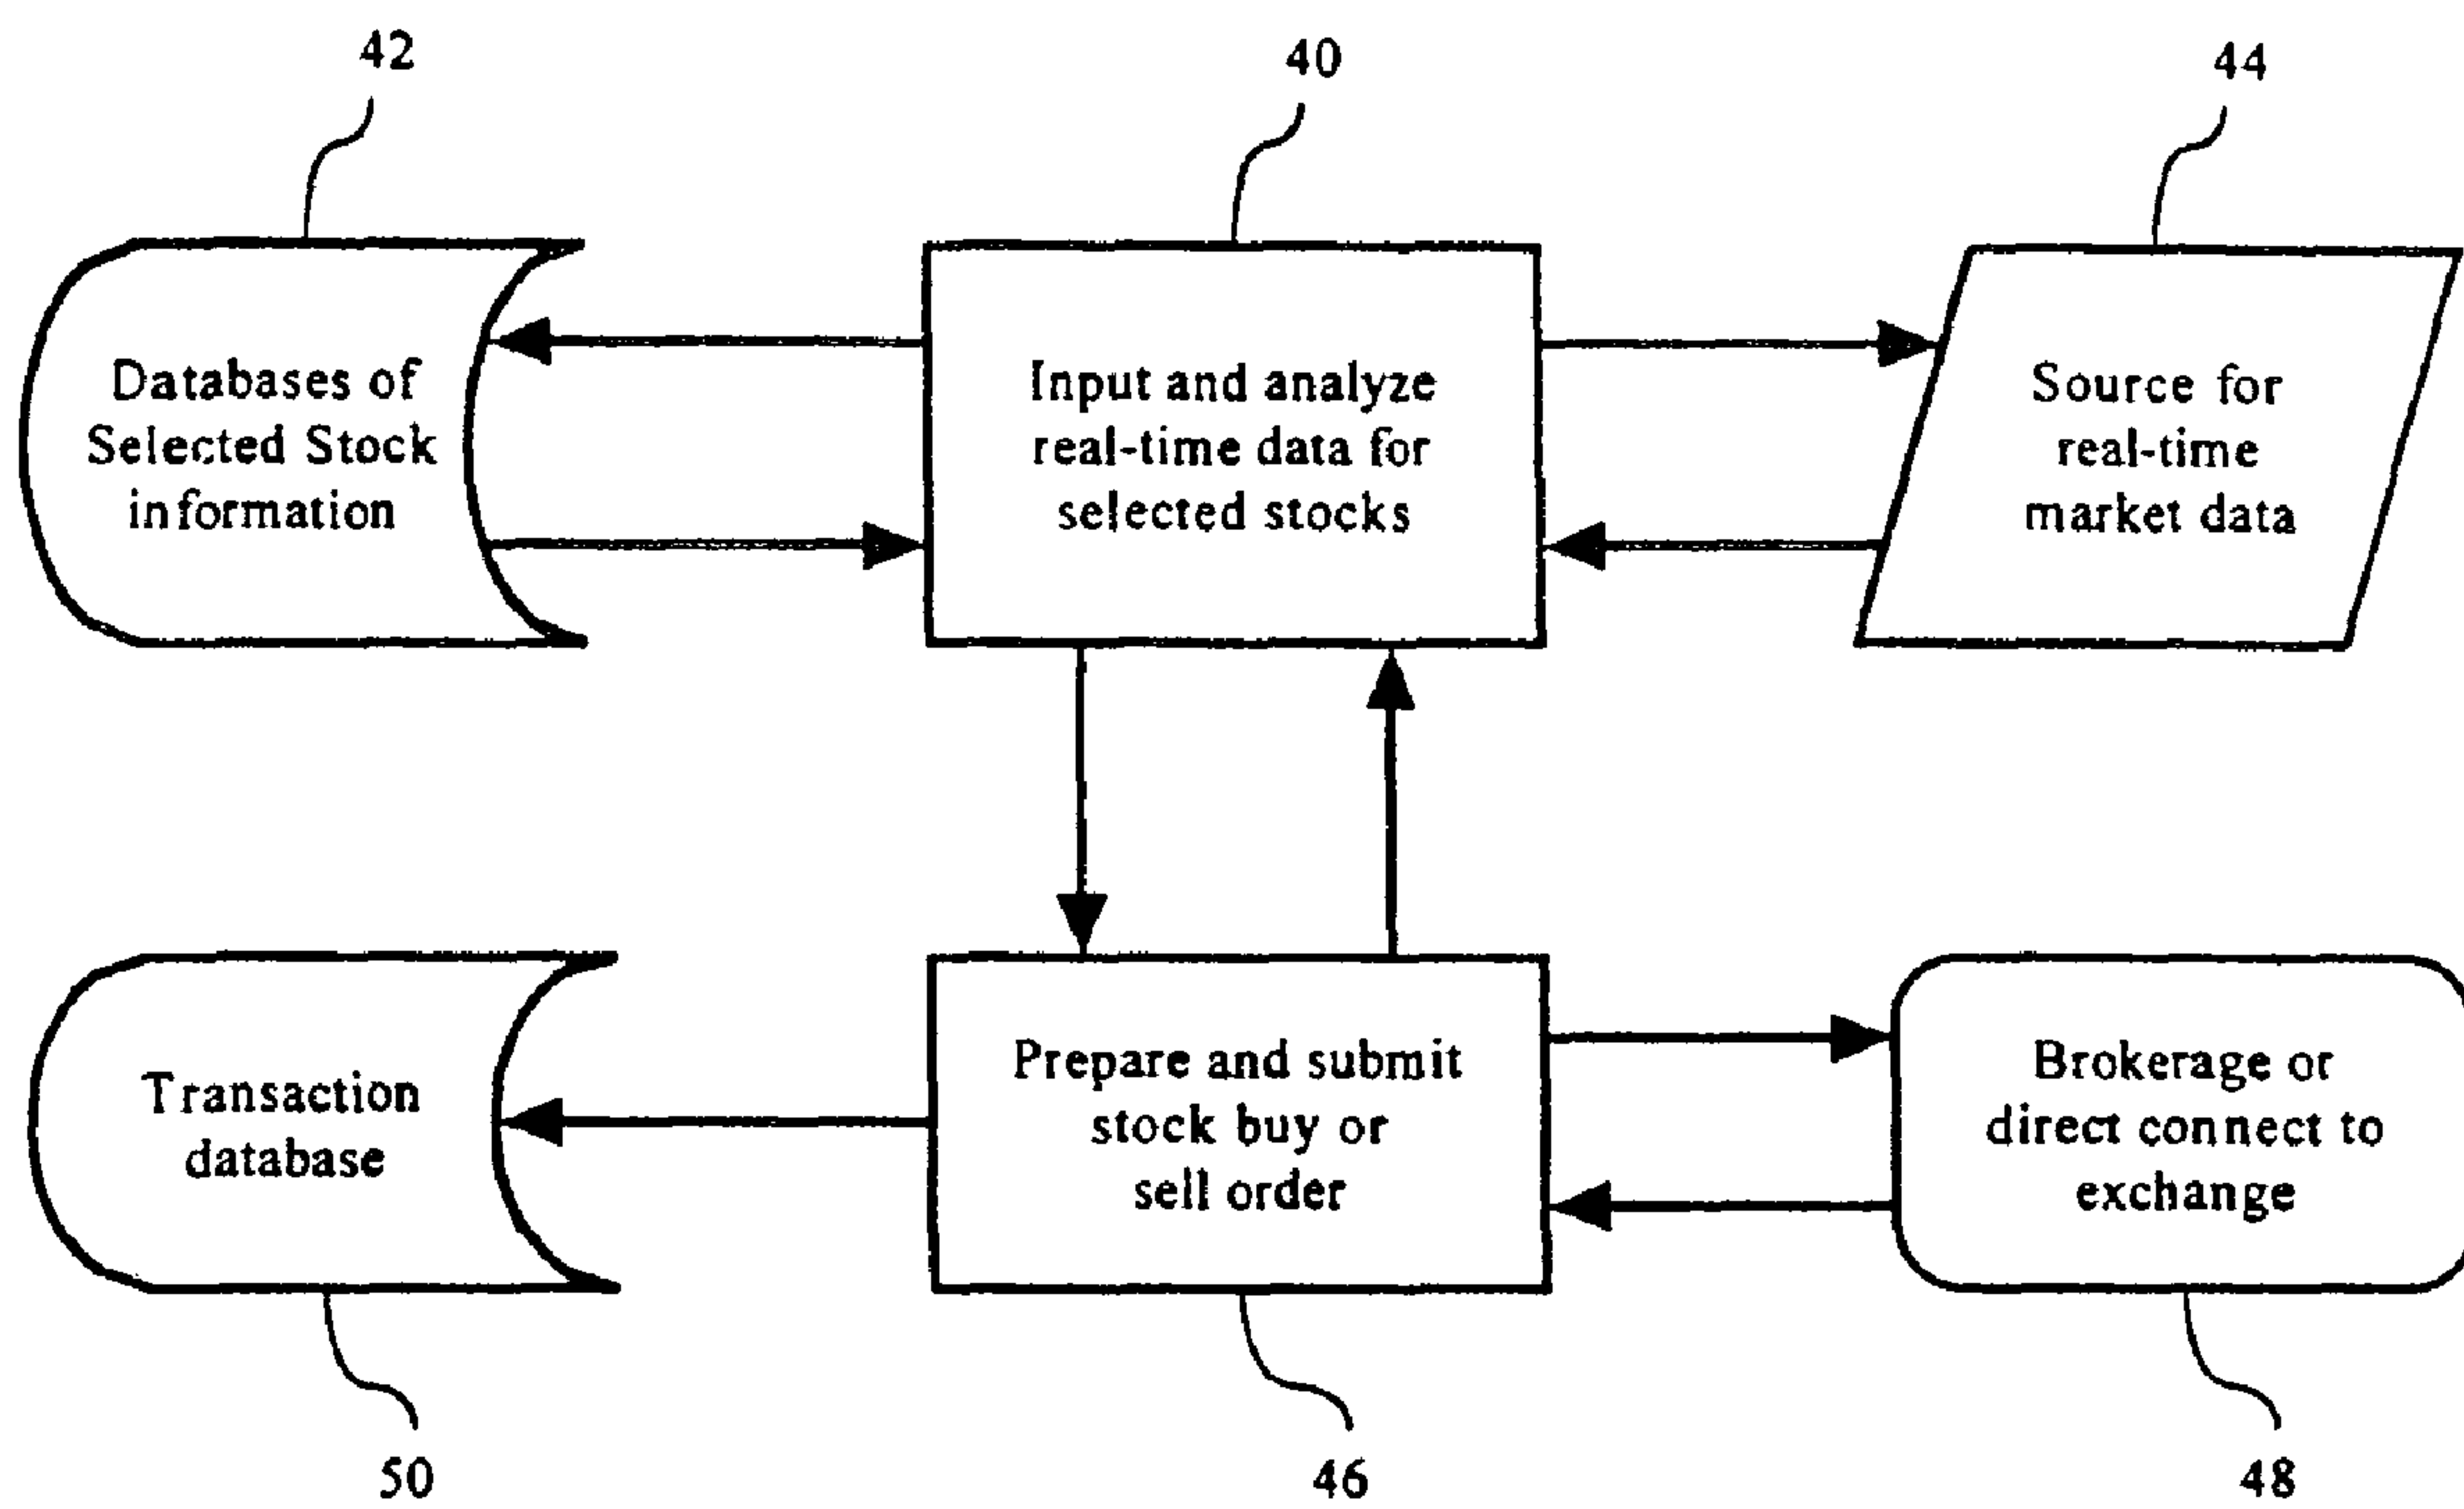 42
40
44
Databases of
Selected Stock
information
Input and analyze
real-time data for
selected stocks
Source for
real-time
market data
Transaction
database
Prepare and submit
stock buy or
sell order
Brokerage or
direct connect to
exchange
50
46
48